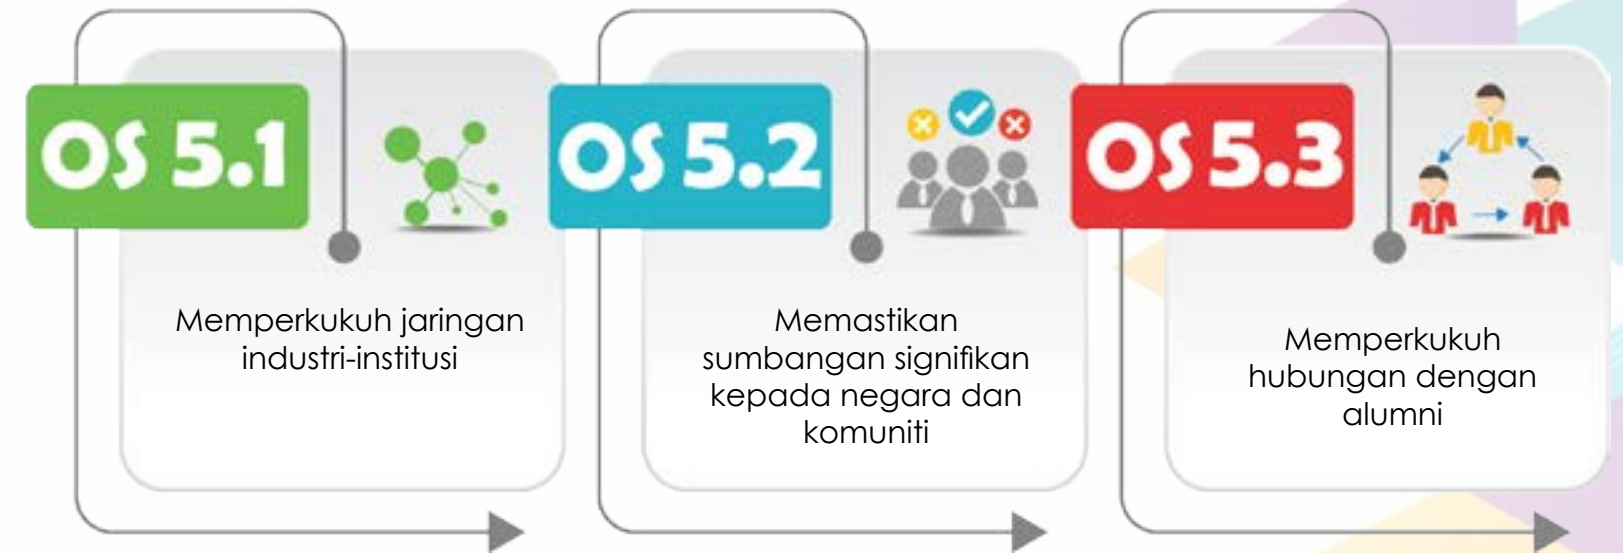 OS 5.1
Memperkukuh jaringan
industri-institusi
OS 5.2
Memastikan
sumbangan signifikan
kepada negara dan
komuniti
OS 5.3
Memperkukuh
hubungan dengan
alumni